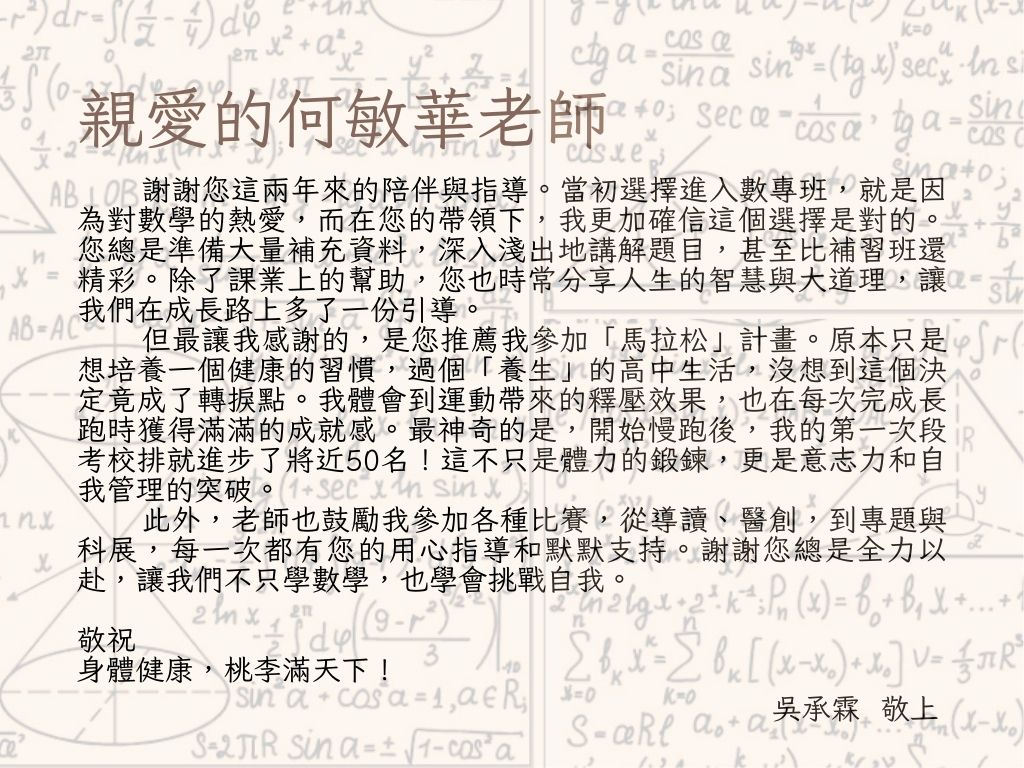 親愛的何敏華老師
謝謝您這兩年來的陪伴與指導。當初選擇進入數專班，就是因
為對數學的熱愛，而在您的帶領下，我更加確信這個選擇是對的。
您總是準備大量補充資料，深入淺出地講解題目，甚至比補習班還
精彩。除了課業上的幫助，您也時常分享人生的智慧與大道理，讓
我們在成長路上多了一份引導。
但最讓我感謝的，是您推薦我參加「馬拉松」計畫。原本只是
想培養一個健康的習慣，過個「養生」的高中生活，沒想到這個決
定竟成了轉捩點。我體會到運動帶來的釋壓效果，也在每次完成長
跑時獲得滿滿的成就感。最神奇的是，開始慢跑後，我的第一次段
考校排就進步了將近50名！這不只是體力的鍛鍊，更是意志力和自
我管理的突破。
此外，老師也鼓勵我參加各種比賽，從導讀、醫創，到專題與
科展，每一次都有您的用心指導和默默支持。謝謝您總是全力以
赴，讓我們不只學數學，也學會挑戰自我。
敬祝
身體健康，桃李滿天下！
吳承霖 敬上